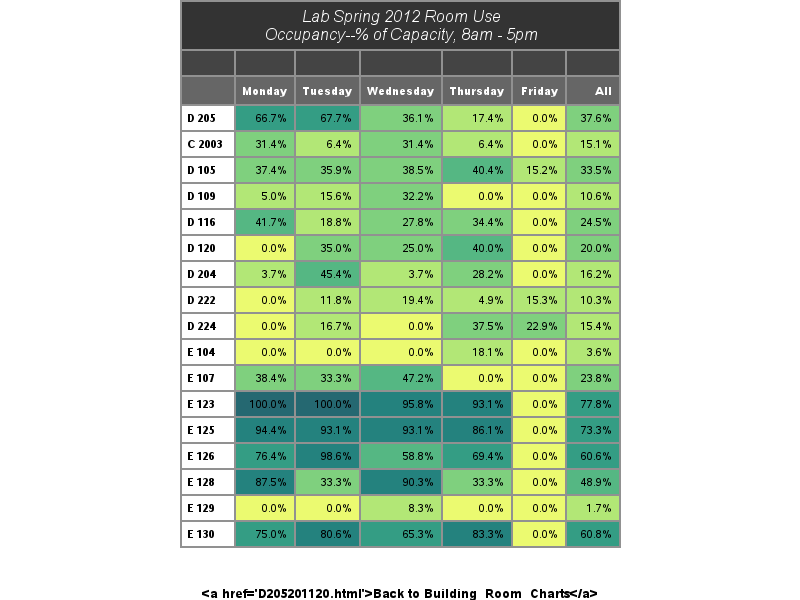 Lab Spring 2012 Room Use
Occupancy--% of Capacity, 8am - 5pm
Monday Tuesday Wednesday Thursday Friday All
D 205 66.7% 67.7% 36.1% 17.4% 0.0% 37.6%
C 2003 31.4% 6.4% 31.4% 6.4% 0.0% 15.1%
D 105 37.4% 35.9% 38.5% 40.4% 15.2% 33.5%
D 109 5.0% 15.6% 32.2% 0.0% 0.0% 10.6%
D 116 41.7% 18.8% 27.8% 34.4% 0.0% 24.5%
D 120 0.0% 35.0% 25.0% 40.0% 0.0% 20.0%
D 204 3.7% 45.4% 3.7% 28.2% 0.0% 16.2%
D 222 0.0% 11.8% 19.4% 4.9% 15.3% 10.3%
D 224 0.0% 16.7% 0.0% 37.5% 22.9% 15.4%
E 104 0.0% 0.0% 0.0% 18.1% 0.0% 3.6%
E 107 38.4% 33.3% 47.2% 0.0% 0.0% 23.8%
E 123 100.0% 100.0% 95.8% 93.1% 0.0% 77.8%
E 125 94.4% 93.1% 93.1% 86.1% 0.0% 73.3%
E 126 76.4% 98.6% 58.8% 69.4% 0.0% 60.6%
E 128 87.5% 33.3% 90.3% 33.3% 0.0% 48.9%
E 129 0.0% 0.0% 8.3% 0.0% 0.0% 1.7%
E 130 75.0% 80.6% 65.3% 83.3% 0.0% 60.8%
<a href='D205201120.html'>Back to Building_Room_Charts</a>